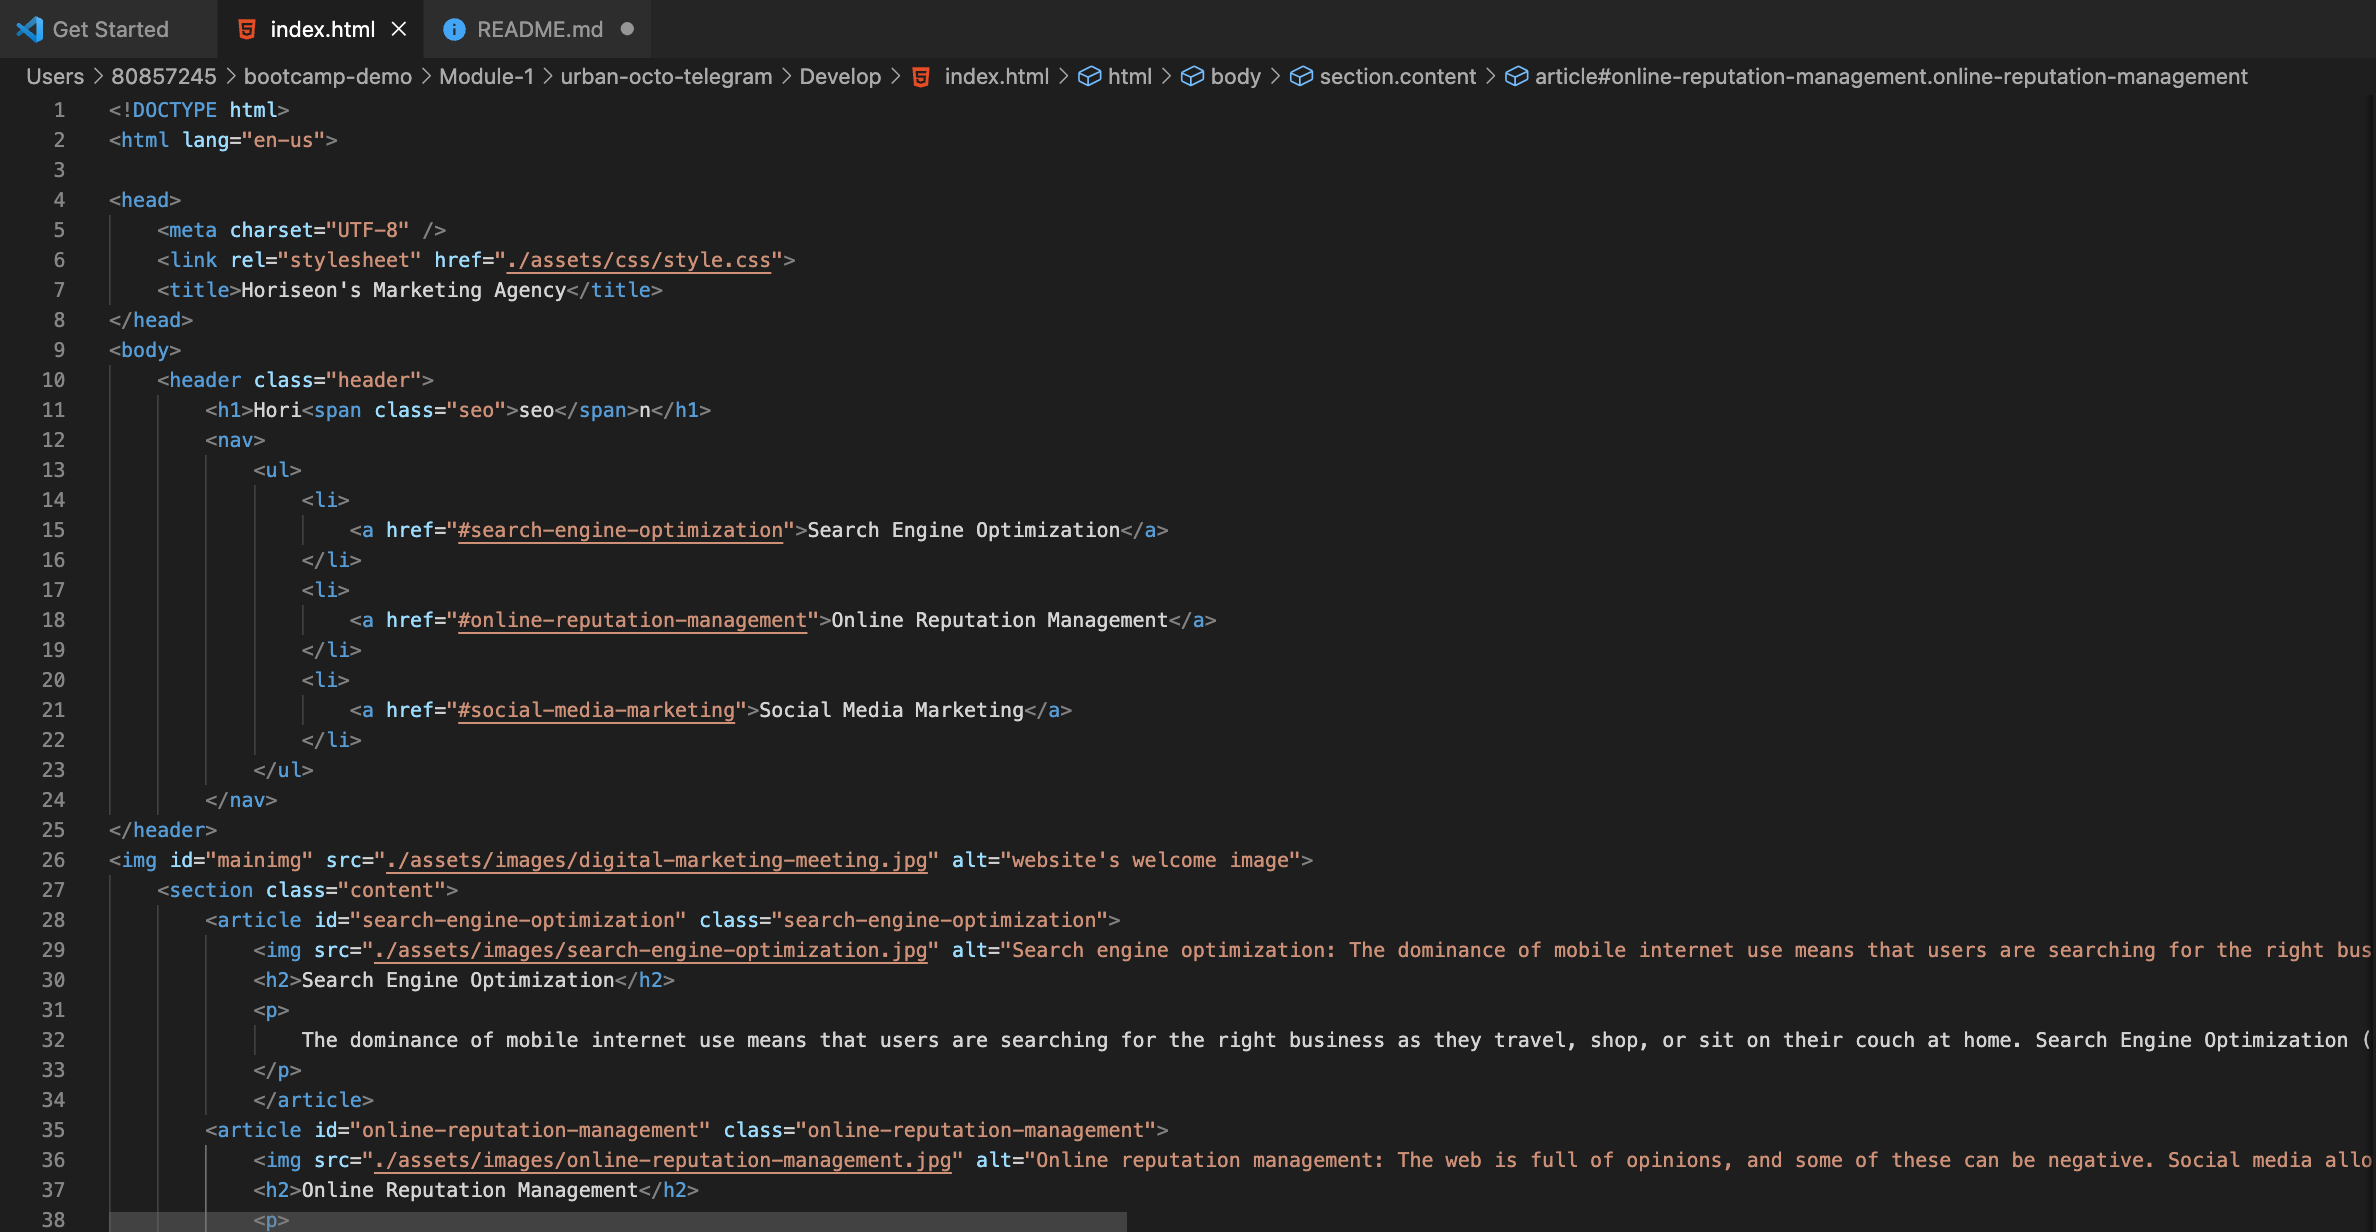 Get Started index.html README.md
Users > 80857245 > bootcamp-demo > Module-1 > urban-octo-telegram > Develop > index.html > html > body > section.content > article#online-reputation-management.online-reputation-management
1 <!DOCTYPE html>
2 <html lang="en-us">
3
4 <head>
5 <meta charset="UTF-8" />
6 <link rel="stylesheet" href="./assets/css/style.css">
7 <title>Horiseon's Marketing Agency</title>
8 </head>
9 <body>
10 <header class="header">
11 <h1>Hori<span class="seo">seo</span>n</h1>
12 <nav>
13 <ul>
14 <li>
15 <a href="#search-engine-optimization">Search Engine Optimization</a>
16 </li>
17 <li>
18 <a href="#online-reputation-management">Online Reputation Management</a>
19 </li>
20 <li>
21 <a href="#social-media-marketing">Social Media Marketing</a>
22 </li>
23 </ul>
24 </nav>
25 </header>
26 <img id="mainimg" src="./assets/images/digital-marketing-meeting.jpg" alt="website's welcome image">
27 <section class="content">
28 <article id="search-engine-optimization" class="search-engine-optimization">
29 <img src="./assets/images/search-engine-optimization.jpg" alt="Search engine optimization: The dominance of mobile internet use means that users are searching for the right bus
30 <h2>Search Engine Optimization</h2>
31 <p>
32 The dominance of mobile internet use means that users are searching for the right business as they travel, shop, or sit on their couch at home. Search Engine Optimization (
33 </p>
34 </article>
35 <article id="online-reputation-management" class="online-reputation-management">
36 <img src="./assets/images/online-reputation-management.jpg" alt="Online reputation management: The web is full of opinions, and some of these can be negative. Social media allo
37 <h2>Online Reputation Management</h2>
38 <p>